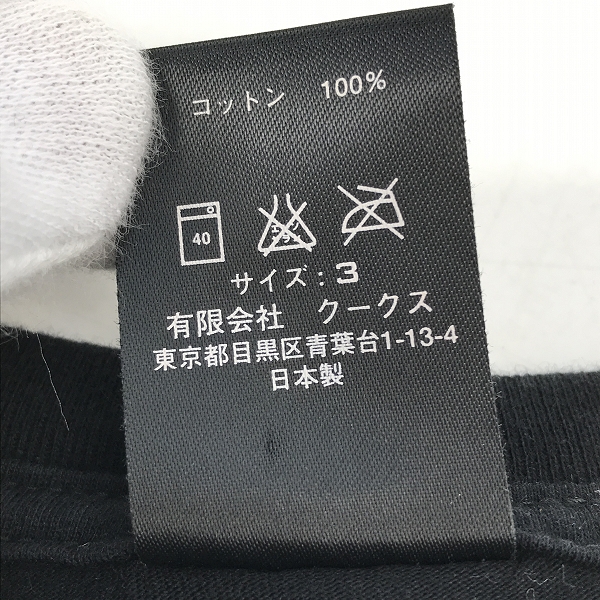 コットン 100%
40
サイズ：3
有限会社 クークス
東京都目黒区青葉台1-13-4
日本製